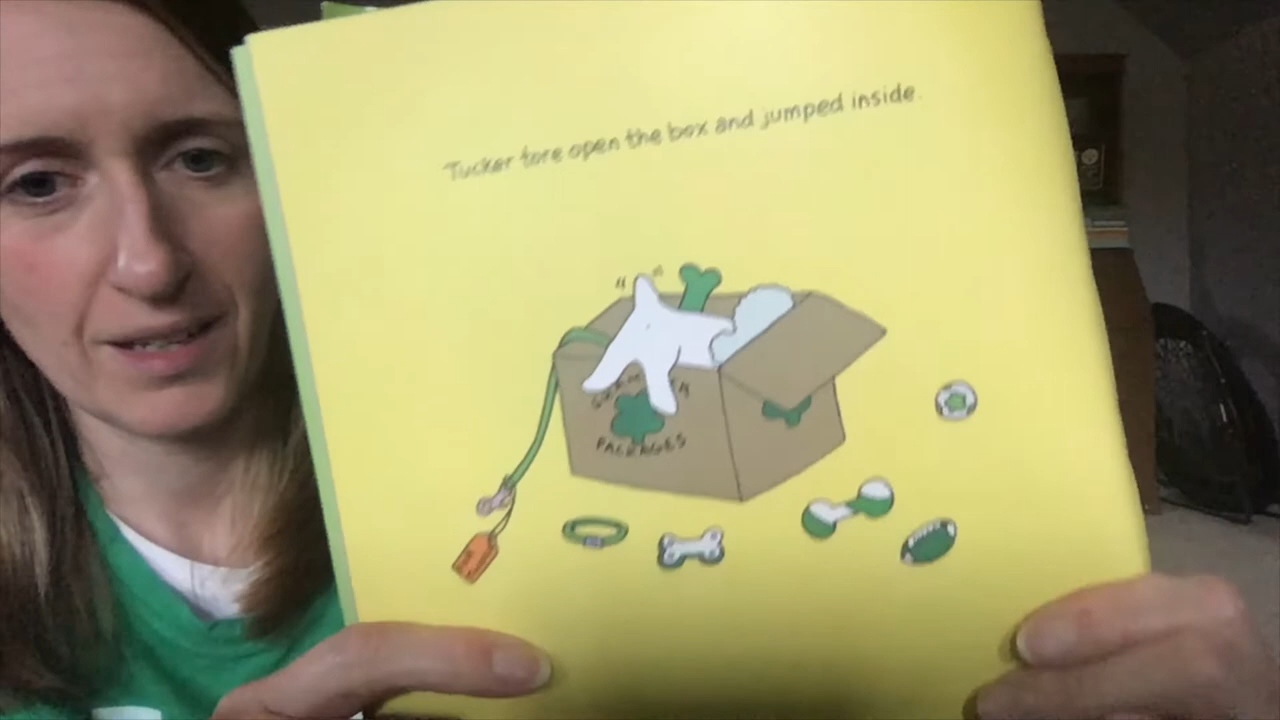 Tucker tore open the box and jumped inside.
PACKAGES